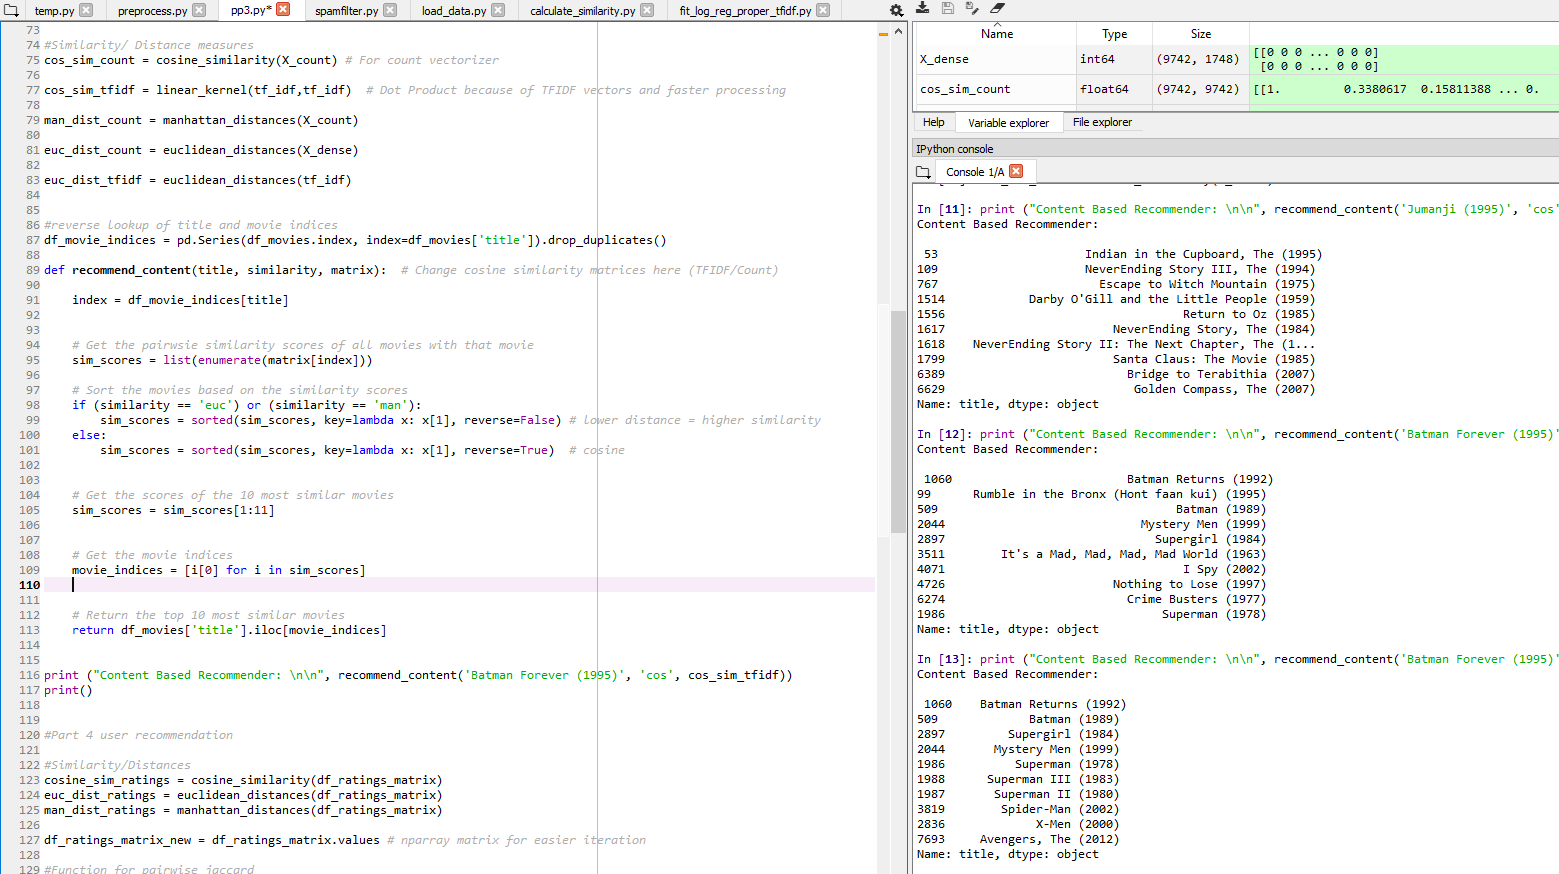 temp.py preprocess.py pp3.py* spamfilter.py load_data.py calculate_similarity.py fit_log_reg_proper_tfidf.py
73
74 #Similarity/ Distance measures
75 cos_sim_count = cosine_similarity(X_count) # For count vectorizer
76
77 cos_sim_tfidf = linear_kernel(tf_idf,tf_idf)  # Dot Product because of TFIDF vectors and faster processing
78
79 man_dist_count = manhattan_distances(X_count)
80
81 euc_dist_count = euclidean_distances(X_dense)
82
83 euc_dist_tfidf = euclidean_distances(tf_idf)
84
85
86 #reverse lookup of title and movie indices
87 df_movie_indices = pd.Series(df_movies.index, index=df_movies['title']).drop_duplicates()
88
89 def recommend_content(title, similarity, matrix):  # Change cosine similarity matrices here (TFIDF/Count)
90
91     index = df_movie_indices[title]
92
93
94     # Get the pairwsie similarity scores of all movies with that movie
95     sim_scores = list(enumerate(matrix[index]))
96
97     # Sort the movies based on the similarity scores
98     if (similarity == 'euc') or (similarity == 'man'):
99         sim_scores = sorted(sim_scores, key=lambda x: x[1], reverse=False) # lower distance = higher similarity
100     else:
101         sim_scores = sorted(sim_scores, key=lambda x: x[1], reverse=True)  # cosine
102
103
104     # Get the scores of the 10 most similar movies
105     sim_scores = sim_scores[1:11]
106
107
108     # Get the movie indices
109     movie_indices = [i[0] for i in sim_scores]
110
111
112     # Return the top 10 most similar movies
113     return df_movies['title'].iloc[movie_indices]
114
115
116 print ("Content Based Recommender: \n\n", recommend_content('Batman Forever (1995)', 'cos', cos_sim_tfidf))
117 print()
118
119
120 #Part 4 user recommendation
121
122 #Similarity/Distances
123 cosine_sim_ratings = cosine_similarity(df_ratings_matrix)
124 euc_dist_ratings = euclidean_distances(df_ratings_matrix)
125 man_dist_ratings = manhattan_distances(df_ratings_matrix)
126
127 df_ratings_matrix_new = df_ratings_matrix.values # nparray matrix for easier iteration
128
129 #Function for pairwise jaccard
Name Type Size
X_dense int64 (9742, 1748) [[0 0 0 ... 0 0 0]
[0 0 0 ... 0 0 0]
cos_sim_count float64 (9742, 9742) [[1. 0.3380617 0.15811388 ... 0.
Help Variable explorer File explorer
IPython console
Console 1/A
In [11]: print ("Content Based Recommender: \n\n", recommend_content('Jumanji (1995)', 'cos'
Content Based Recommender:
53 Indian in the Cupboard, The (1995)
109 NeverEnding Story III, The (1994)
767 Escape to Witch Mountain (1975)
1514 Darby O'Gill and the Little People (1959)
1556 Return to Oz (1985)
1617 NeverEnding Story, The (1984)
1618 NeverEnding Story II: The Next Chapter, The (1...
1799 Santa Claus: The Movie (1985)
6389 Bridge to Terabithia (2007)
6629 Golden Compass, The (2007)
Name: title, dtype: object
In [12]: print ("Content Based Recommender: \n\n", recommend_content('Batman Forever (1995)'
Content Based Recommender:
1060 Batman Returns (1992)
99 Rumble in the Bronx (Hont faan kui) (1995)
509 Batman (1989)
2044 Mystery Men (1999)
2897 Supergirl (1984)
3511 It's a Mad, Mad, Mad, Mad World (1963)
4071 I Spy (2002)
4726 Nothing to Lose (1997)
6274 Crime Busters (1977)
1986 Superman (1978)
Name: title, dtype: object
In [13]: print ("Content Based Recommender: \n\n", recommend_content('Batman Forever (1995)'
Content Based Recommender:
1060 Batman Returns (1992)
509 Batman (1989)
2897 Supergirl (1984)
2044 Mystery Men (1999)
1986 Superman (1978)
1988 Superman III (1983)
1987 Superman II (1980)
3819 Spider-Man (2002)
2836 X-Men (2000)
7693 Avengers, The (2012)
Name: title, dtype: object